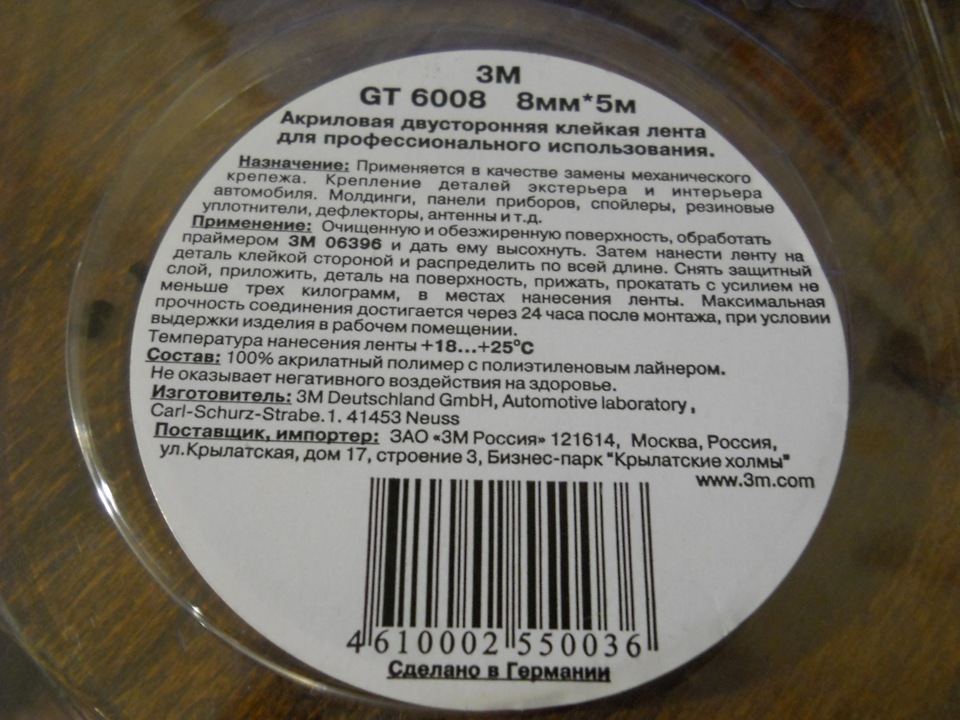 3M
GT 6008 8мм*5м
Акриловая двусторонняя клейкая лента
для профессионального использования.
Назначение: Применяется в качестве замены механического
крепежа. Крепление деталей экстерьера и интерьера
автомобиля. Молдинги, панели приборов, спойлеры, резиновые
уплотнители, дефлекторы, антенны и т.д.
Применение: Очищенную и обезжиренную поверхность, обработать
праймером 3М 06396 и дать ему высохнуть. Затем нанести ленту на
деталь клейкой стороной и распределить по всей длине. Снять защитный
слой, приложить, деталь на поверхность, прижать, прокатать с усилием не
меньше трех килограмм, в местах нанесения ленты. Максимальная
прочность соединения достигается через 24 часа после монтажа, при условии
выдержки изделия в рабочем помещении.
Температура нанесения ленты +18...+25°С
Состав: 100% акрилатный полимер с полиэтиленовым лайнером.
Не оказывает негативного воздействия на здоровье.
Изготовитель: 3M Deutschland GmbH, Automotive laboratory,
Carl-Schurz-Strabe.1. 41453 Neuss
Поставщик, импортер: ЗАО «3М Россия» 121614, Москва, Россия,
ул.Крылатская, дом 17, строение 3, Бизнес-парк "Крылатские холмы"
www.3m.com
4 610002 550036
Сделано в Германии